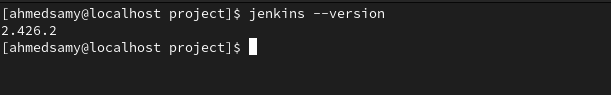 [ahmedsamy@localhost project]$ jenkins --version
2.426.2
[ahmedsamy@localhost project]$